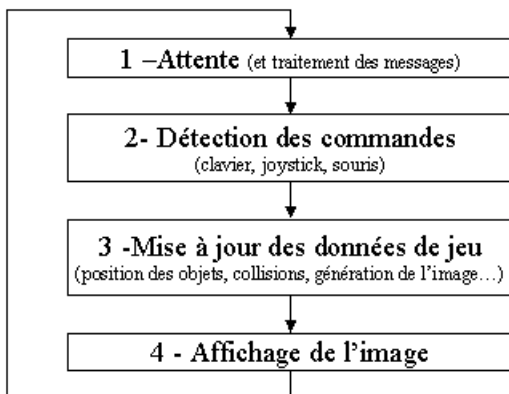 1 –Attente (et traitement des messages)
2- Détection des commandes
(clavier, joystick, souris)
3 -Mise à jour des données de jeu
(position des objets, collisions, génération de l’image…)
4 - Affichage de l’image